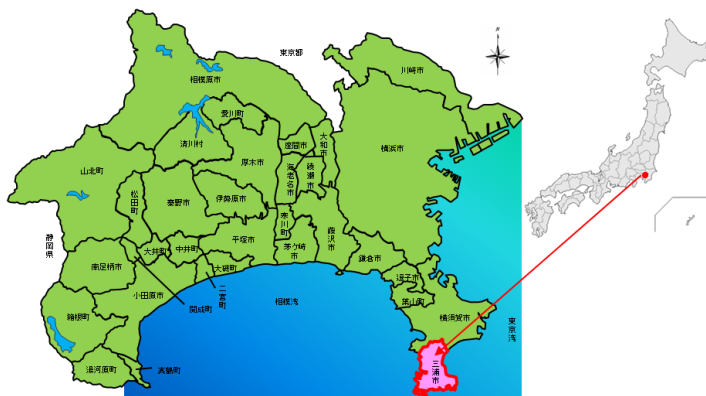 N
東京都
川崎市
相模原市
愛川町
清川村
座間市
大和市
横浜市
厚木市
海老名市
綾瀬市
山北町
松田町
秦野市
伊勢原市
寒川町
藤沢市
静岡県
大井町
中井町
平塚市
茅ケ崎市
鎌倉市
南足柄市
大磯町
逗子市
小田原市
二宮町
開成町
相模湾
葉山町
箱根町
横須賀市
東京湾
湯河原町
真鶴町
三浦市